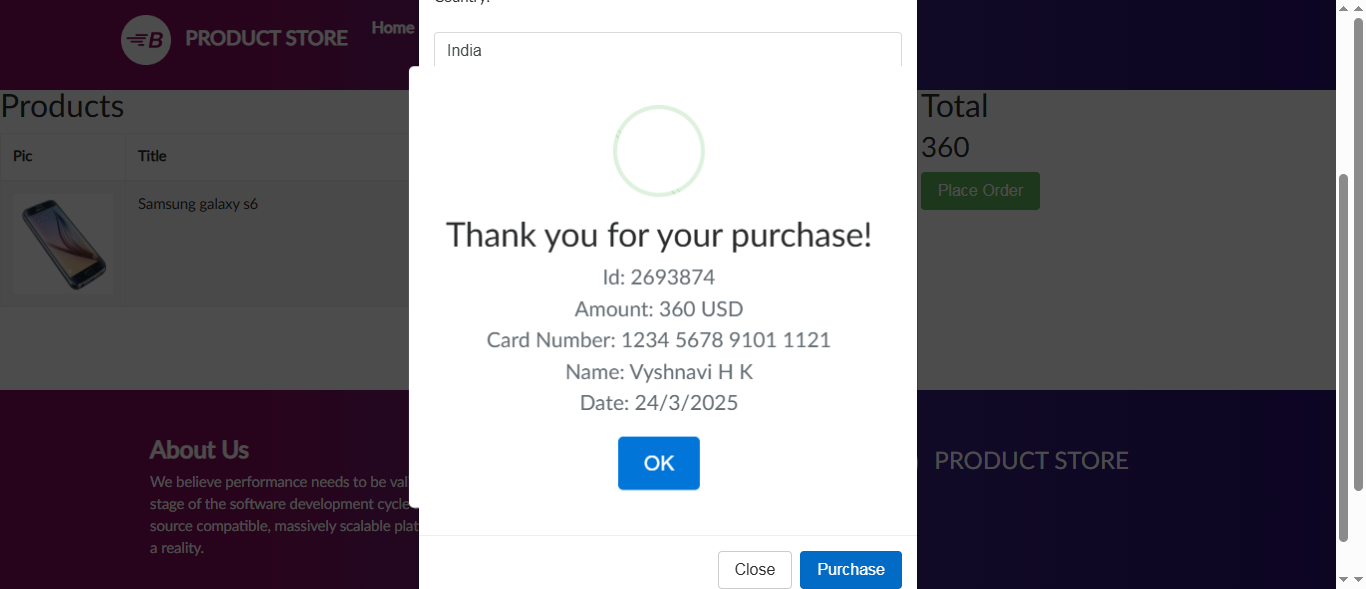 Country:
B PRODUCT STORE Home
India
Products
Total
Pic Title
360
Samsung galaxy s6
Place Order
Thank you for your purchase!
Id: 2693874
Amount: 360 USD
Card Number: 1234 5678 9101 1121
Name: Vyshnavi H K
Date: 24/3/2025
OK
About Us
We believe performance needs to be val
stage of the software development cycle
source compatible, massively scalable plat
a reality.
PRODUCT STORE
Close Purchase